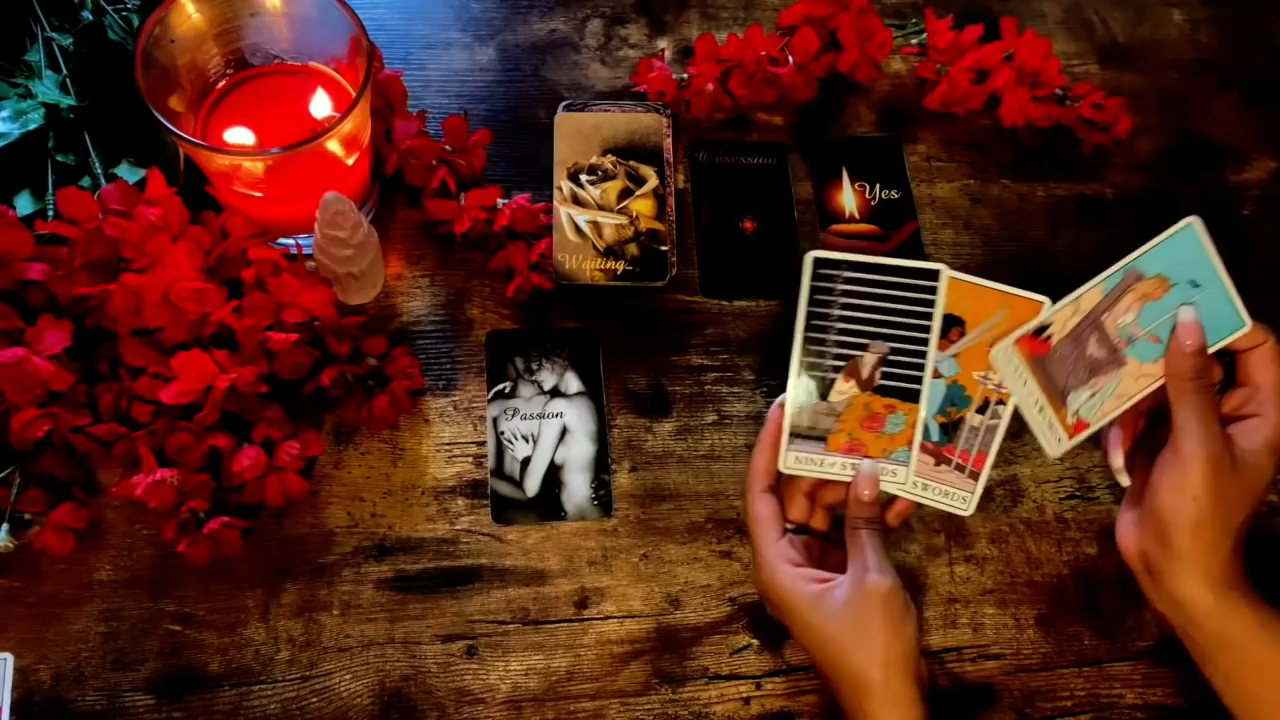 Obsession
Yes
Waiting...
Passion
NINE of SWORDS
SWORDS